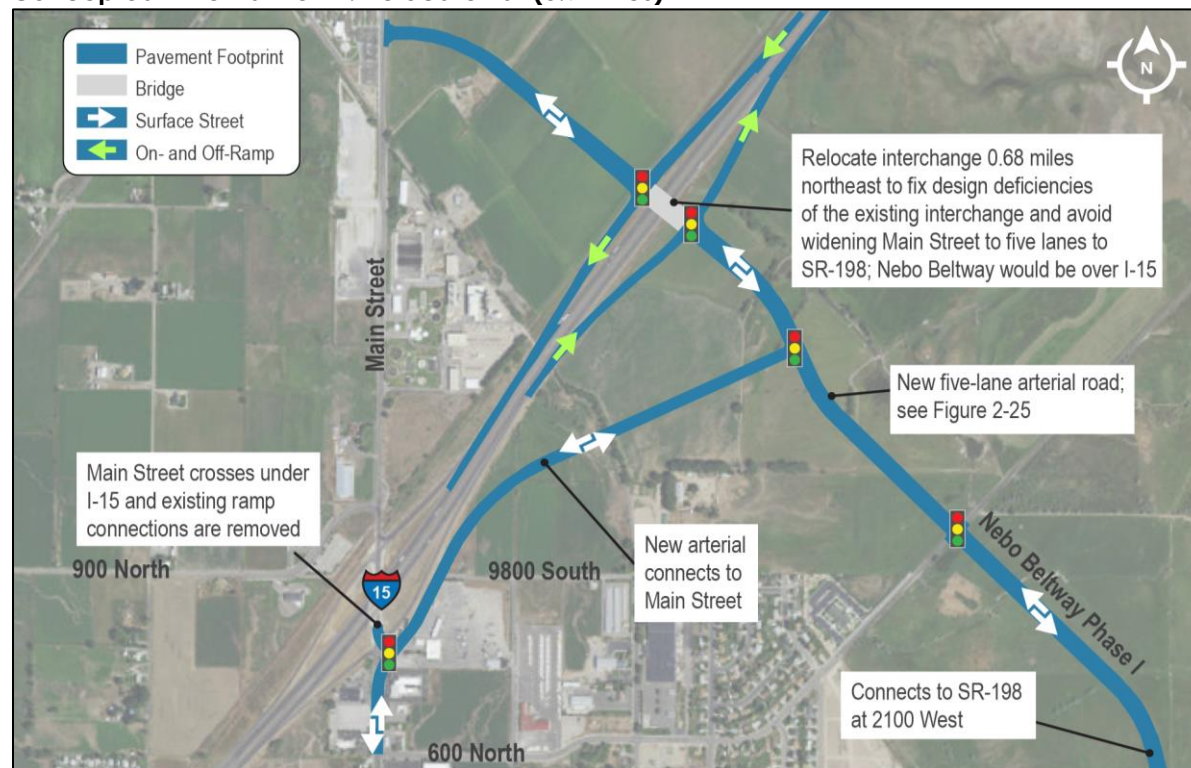 Pavement Footprint
Bridge
Surface Street
On- and Off-Ramp
N
Relocate interchange 0.68 miles
northeast to fix design deficiencies
of the existing interchange and avoid
widening Main Street to five lanes to
SR-198; Nebo Beltway would be over I-15
Main Street
New five-lane arterial road;
see Figure 2-25
Main Street crosses under
I-15 and existing ramp
connections are removed
900 North
15
9800 South
New arterial
connects to
Main Street
Nebo Beltway Phase I
Connects to SR-198
at 2100 West
600 North